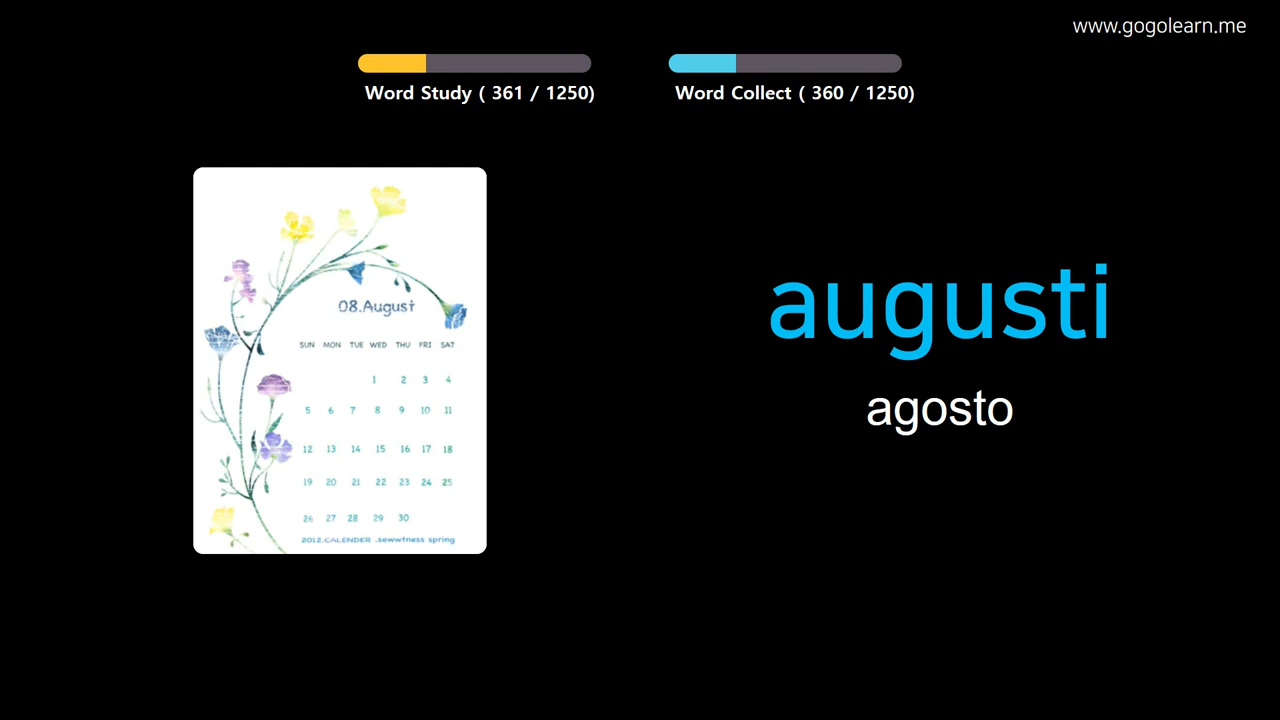 www.gogolearn.me
Word Study ( 361 / 1250)
Word Collect ( 360 / 1250)
08.August
SUN MON TUE WED THU FRI SAT
1 2 3 4
5 6 7 8 9 10 11
12 13 14 15 16 17 18
19 20 21 22 23 24 25
26 27 28 29 30
2012.CALENDER .sewwtness spring
augusti
agosto